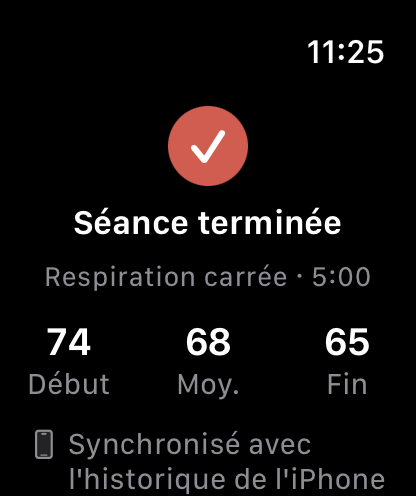 11:25
Séance terminée
Respiration carrée · 5:00
74 68 65
Début Moy. Fin
Synchronisé avec
l'historique de l'iPhone